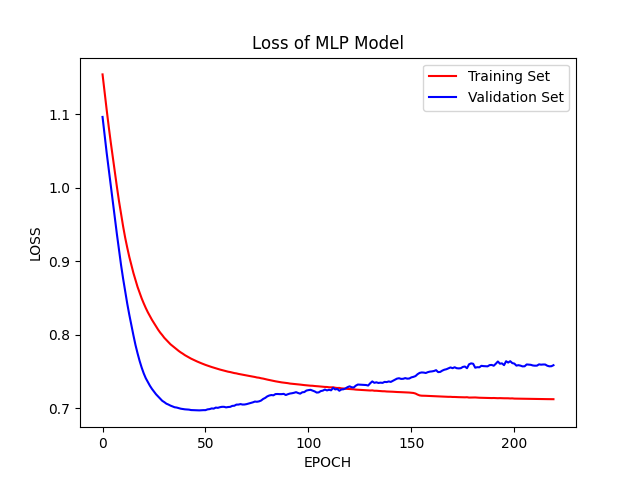 Loss of MLP Model
Training Set
Validation Set
LOSS
1.1
1.0
0.9
0.8
0.7
0
50
100
150
200
EPOCH